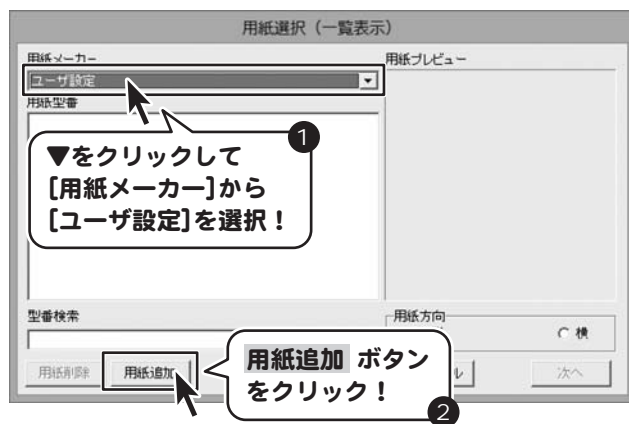 用紙選択（一覧表示）
用紙メーカー
用紙プレビュー
ユーザ設定
用紙型番
1
▼をクリックして
[用紙メーカー]から
[ユーザ設定]を選択！
型番検索
用紙方向
横
用紙削除
用紙追加
用紙追加 ボタン
をクリック！
ル
次へ
2